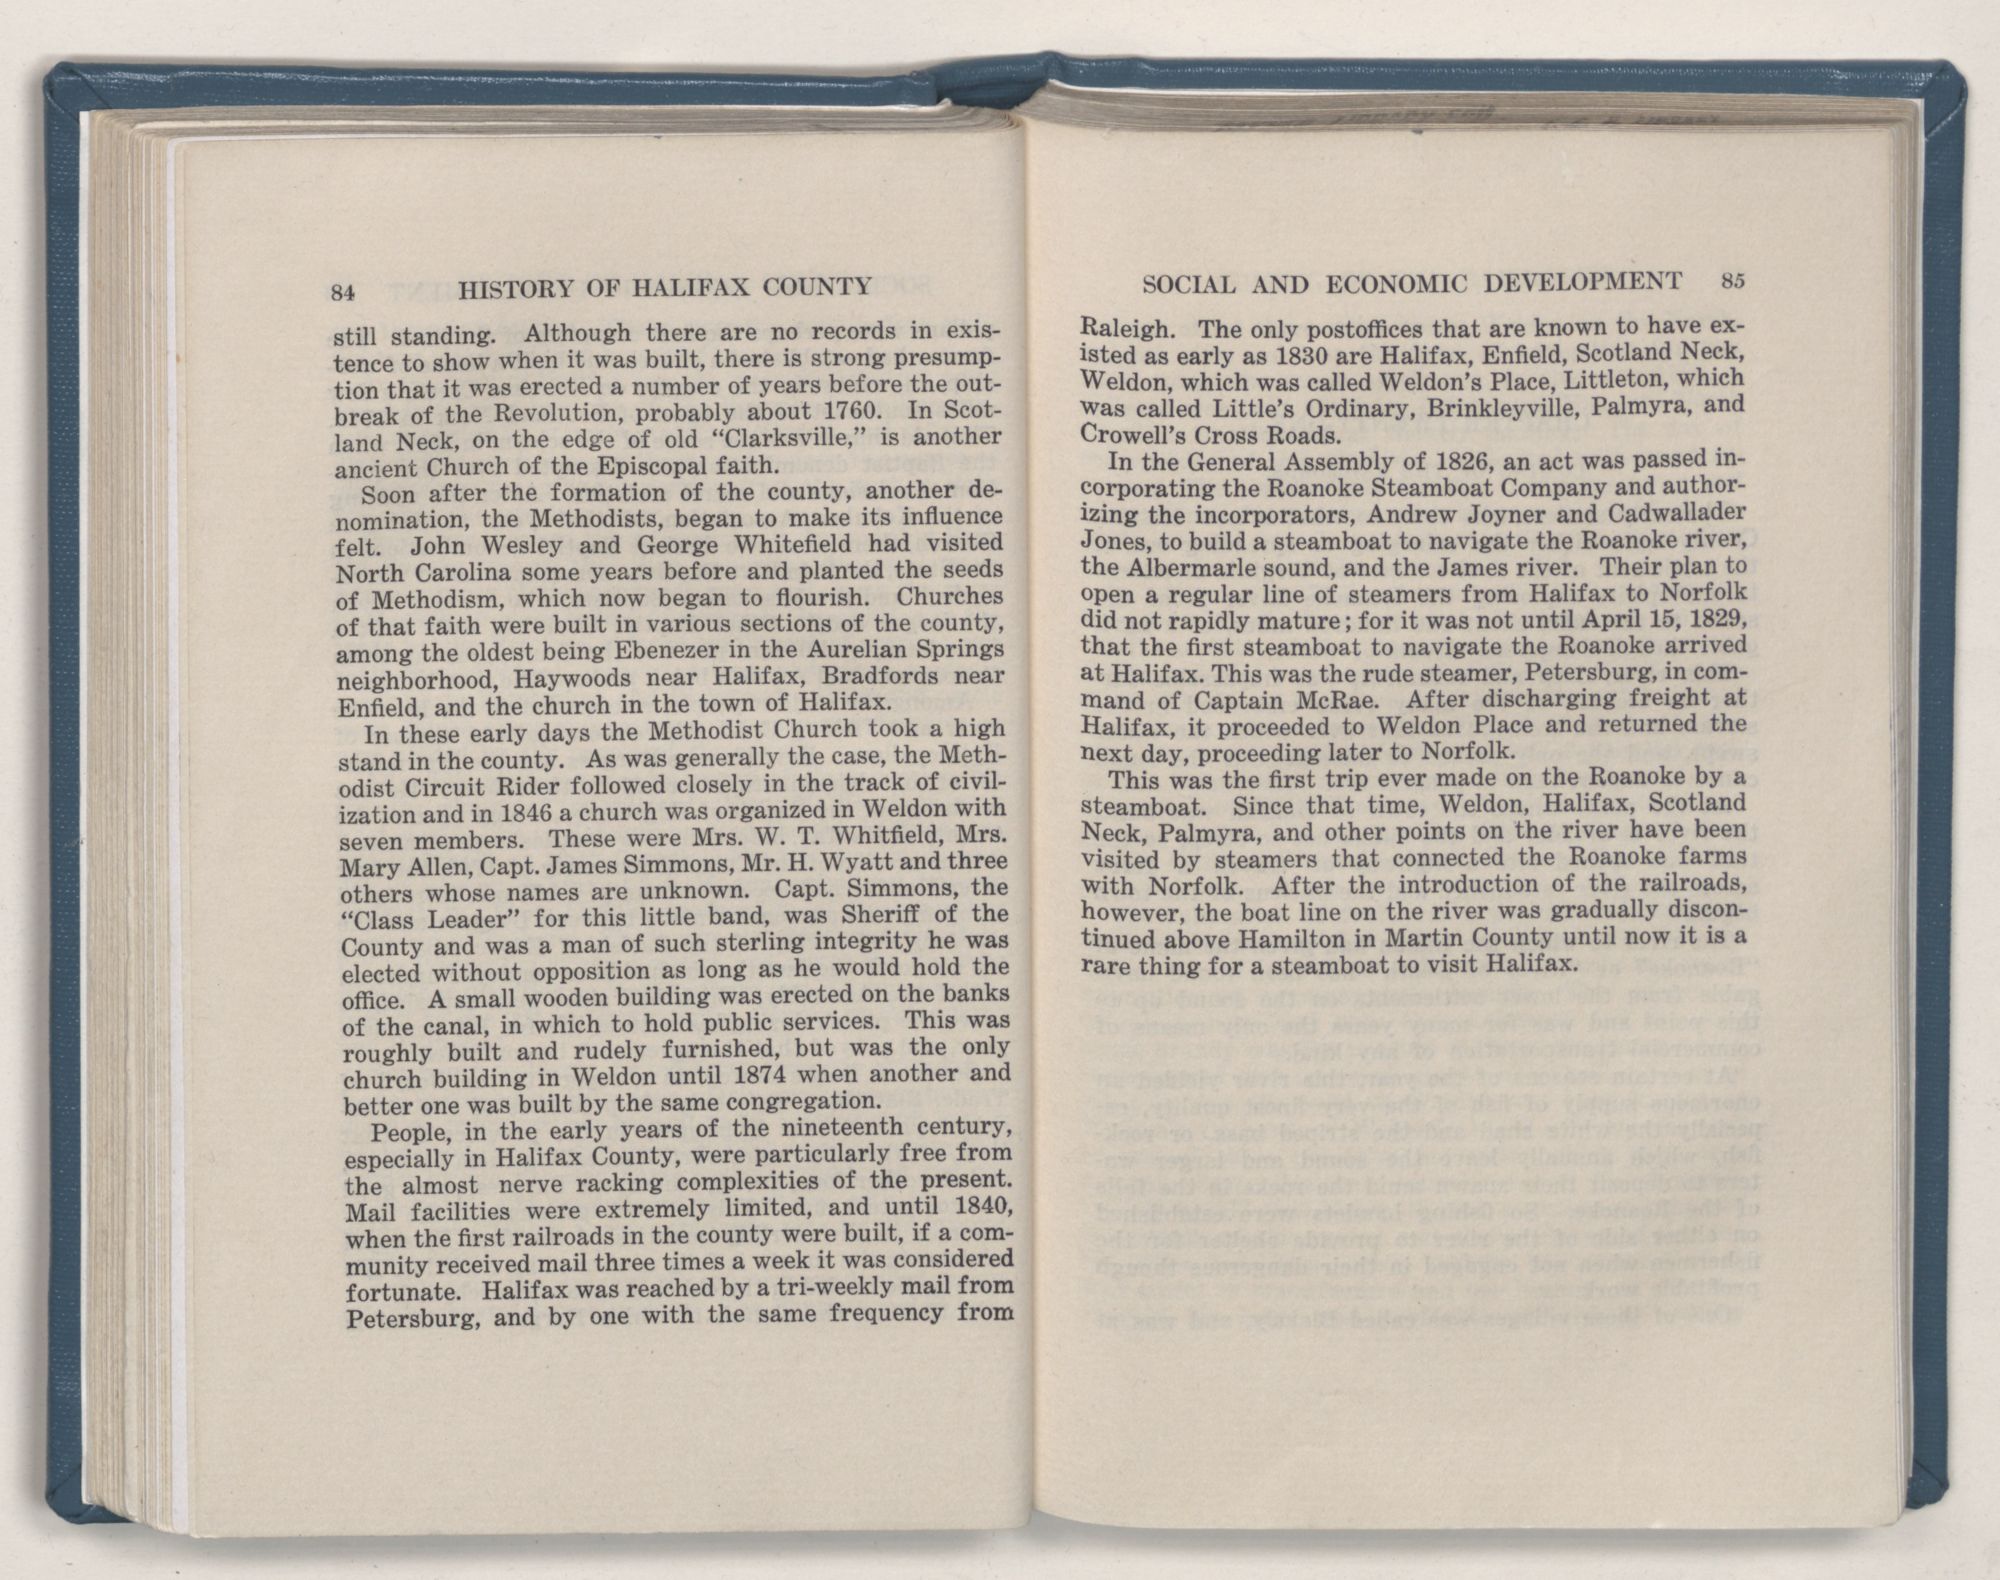 84 HISTORY OF HALIFAX COUNTY
still standing. Although there are no records in exis-
tence to show when it was built, there is strong presump-
tion that it was erected a number of years before the out-
break of the Revolution, probably about 1760. In Scot-
land Neck, on the edge of old “Clarksville,” is another
ancient Church of the Episcopal faith.
Soon after the formation of the county, another de-
nomination, the Methodists, began to make its influence
felt. John Wesley and George Whitefield had visited
North Carolina some years before and planted the seeds
of Methodism, which now began to flourish. Churches
of that faith were built in various sections of the county,
among the oldest being Ebenezer in the Aurelian Springs
neighborhood, Haywoods near Halifax, Bradfords near
Enfield, and the church in the town of Halifax.
In these early days the Methodist Church took a high
stand in the county. As was generally the case, the Meth-
odist Circuit Rider followed closely in the track of civil-
ization and in 1846 a church was organized in Weldon with
seven members. These were Mrs. W. T. Whitfield, Mrs.
Mary Allen, Capt. James Simmons, Mr. H. Wyatt and three
others whose names are unknown. Capt. Simmons, the
“Class Leader” for this little band, was Sheriff of the
County and was a man of such sterling integrity he was
elected without opposition as long as he would hold the
office. A small wooden building was erected on the banks
of the canal, in which to hold public services. This was
roughly built and rudely furnished, but was the only
church building in Weldon until 1874 when another and
better one was built by the same congregation.
People, in the early years of the nineteenth century,
especially in Halifax County, were particularly free from
the almost nerve racking complexities of the present.
Mail facilities were extremely limited, and until 1840,
when the first railroads in the county were built, if a com-
munity received mail three times a week it was considered
fortunate. Halifax was reached by a tri-weekly mail from
Petersburg, and by one with the same frequency from
SOCIAL AND ECONOMIC DEVELOPMENT 85
Raleigh. The only postoffices that are known to have ex-
isted as early as 1830 are Halifax, Enfield, Scotland Neck,
Weldon, which was called Weldon’s Place, Littleton, which
was called Little’s Ordinary, Brinkleyville, Palmyra, and
Crowell’s Cross Roads.
In the General Assembly of 1826, an act was passed in-
corporating the Roanoke Steamboat Company and author-
izing the incorporators, Andrew Joyner and Cadwallader
Jones, to build a steamboat to navigate the Roanoke river,
the Albermarle sound, and the James river. Their plan to
open a regular line of steamers from Halifax to Norfolk
did not rapidly mature; for it was not until April 15, 1829,
that the first steamboat to navigate the Roanoke arrived
at Halifax. This was the rude steamer, Petersburg, in com-
mand of Captain McRae. After discharging freight at
Halifax, it proceeded to Weldon Place and returned the
next day, proceeding later to Norfolk.
This was the first trip ever made on the Roanoke by a
steamboat. Since that time, Weldon, Halifax, Scotland
Neck, Palmyra, and other points on the river have been
visited by steamers that connected the Roanoke farms
with Norfolk. After the introduction of the railroads,
however, the boat line on the river was gradually discon-
tinued above Hamilton in Martin County until now it is a
rare thing for a steamboat to visit Halifax.